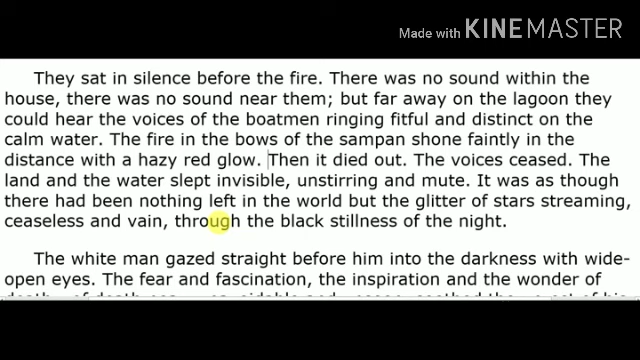 Made with KINEMASTER
They sat in silence before the fire. There was no sound within the
house, there was no sound near them; but far away on the lagoon they
could hear the voices of the boatmen ringing fitful and distinct on the
calm water. The fire in the bows of the sampan shone faintly in the
distance with a hazy red glow. Then it died out. The voices ceased. The
land and the water slept invisible, unstirring and mute. It was as though
there had been nothing left in the world but the glitter of stars streaming,
ceaseless and vain, through the black stillness of the night.
The white man gazed straight before him into the darkness with wide-
open eyes. The fear and fascination, the inspiration and the wonder of